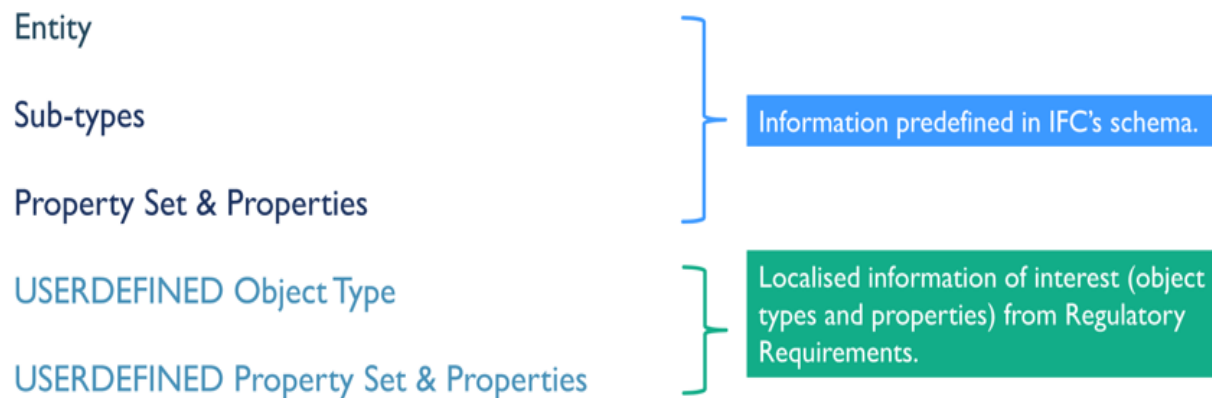 Entity
Sub-types
Property Set & Properties
Information predefined in IFC's schema.
USERDEFINED Object Type
USERDEFINED Property Set & Properties
Localised information of interest (object
types and properties) from Regulatory
Requirements.